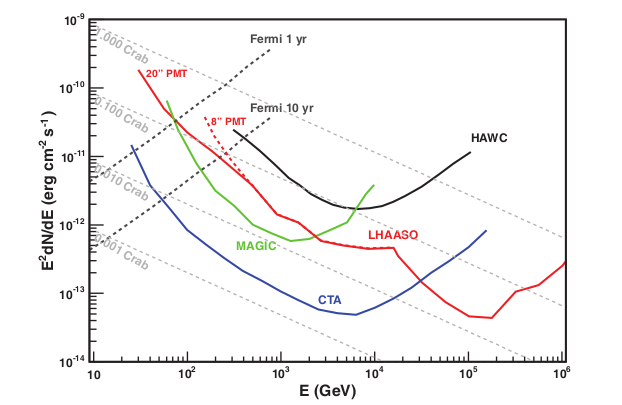 10⁻⁹
1.000 Crab
Fermi 1 yr
20" PMT
10⁻¹⁰
0.100 Crab
Fermi 10 yr
8" PMT
HAWC
10⁻¹¹
0.010 Crab
E²dN/dE (erg cm⁻² s⁻¹)
10⁻¹²
0.001 Crab
MAGIC
LHAASO
10⁻¹³
CTA
10⁻¹⁴
10 10² 10³ 10⁴ 10⁵ 10⁶
E (GeV)